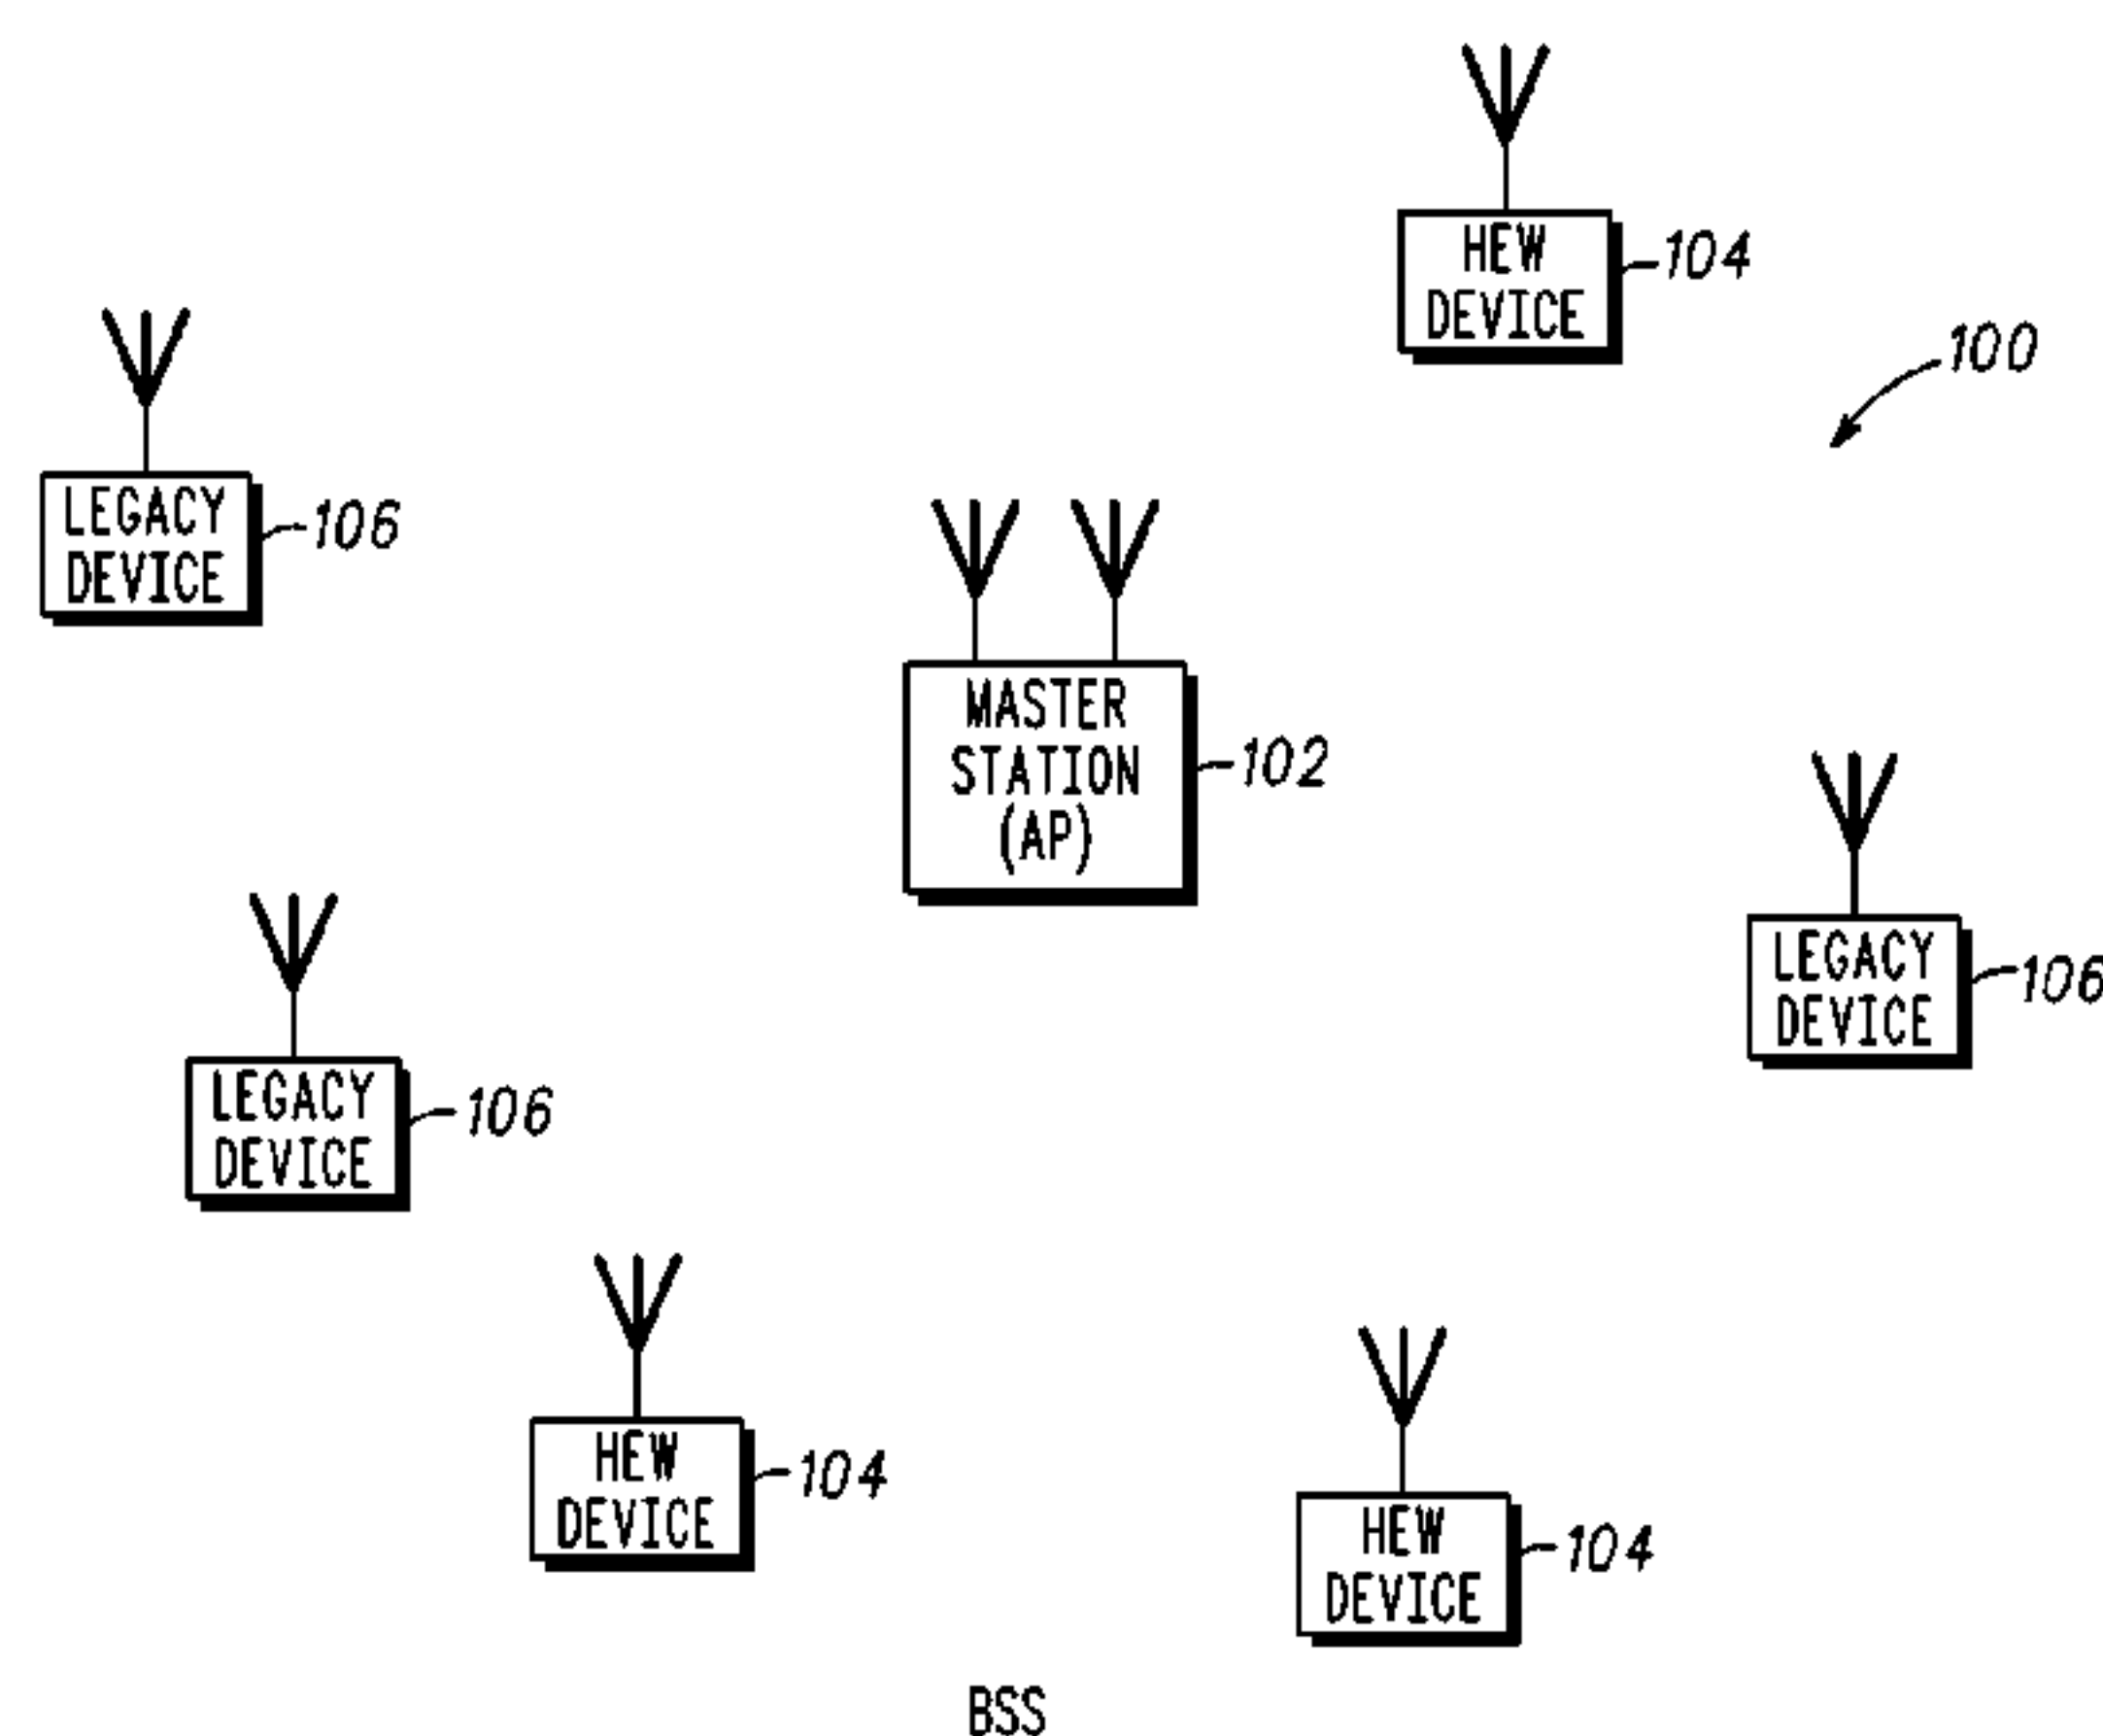 HEW
DEVICE
104
100
LEGACY
DEVICE
106
MASTER
STATION
(AP)
102
LEGACY
DEVICE
106
LEGACY
DEVICE
106
HEW
DEVICE
104
HEW
DEVICE
104
BSS